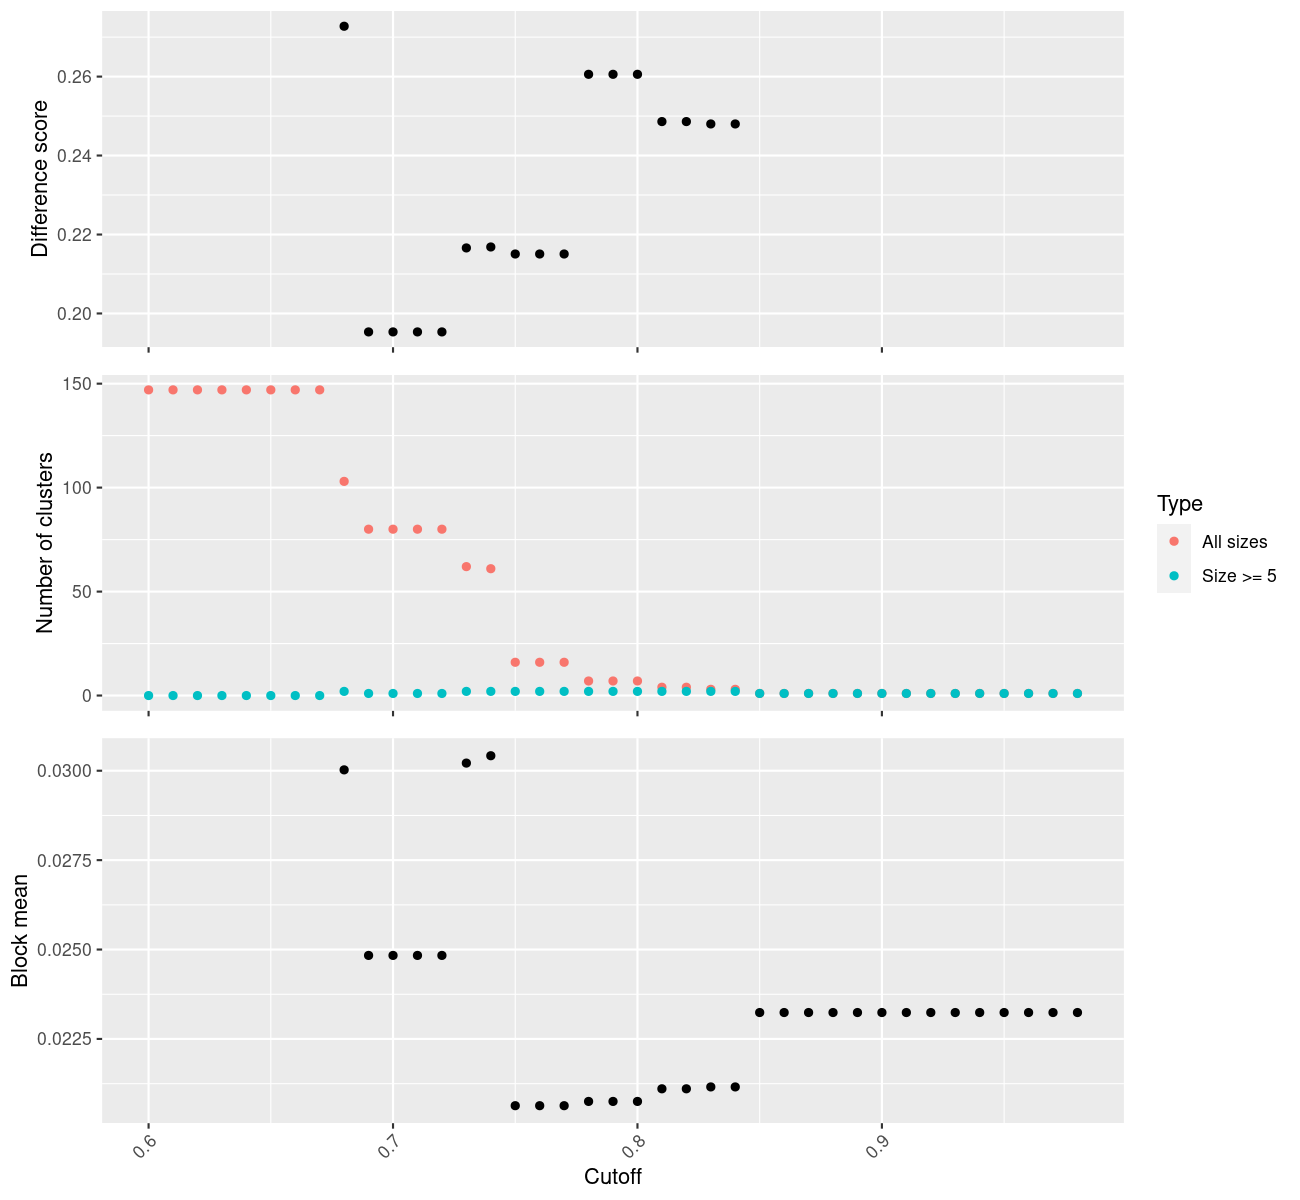 Difference score
0.26
0.24
0.22
0.20
Number of clusters
150
100
50
0
Type
All sizes
Size >= 5
Block mean
0.0300
0.0275
0.0250
0.0225
0.6
0.7
0.8
0.9
Cutoff